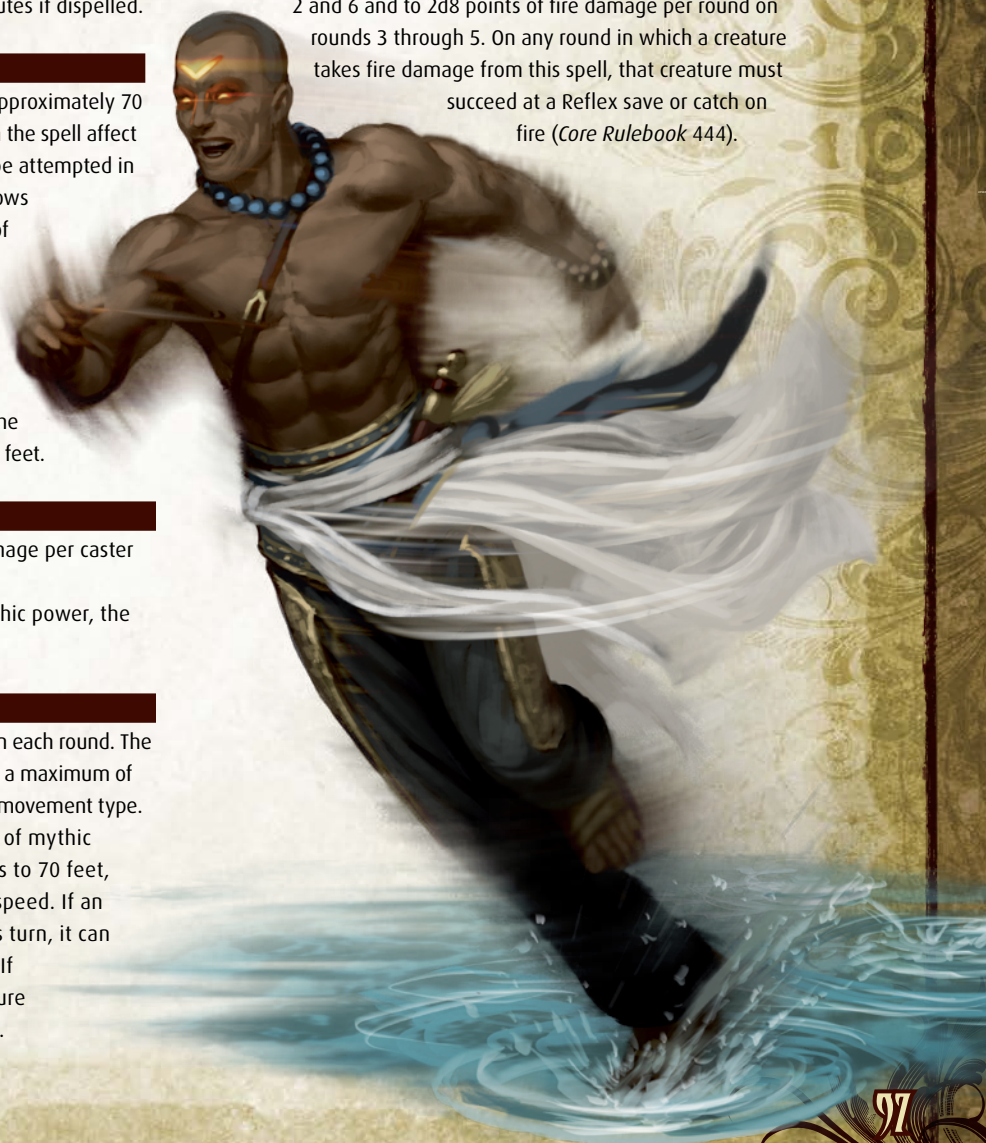 utes if dispelled.
pproximately 70
the spell affect
be attempted in
ows
of
ne
feet.
mage per caster
hic power, the
n each round. The
a maximum of
movement type.
of mythic
s to 70 feet,
speed. If an
s turn, it can
If
ure
2 and 6 and to 2d8 points of fire damage per round on
rounds 3 through 5. On any round in which a creature
takes fire damage from this spell, that creature must
succeed at a Reflex save or catch on
fire (Core Rulebook 444).
97